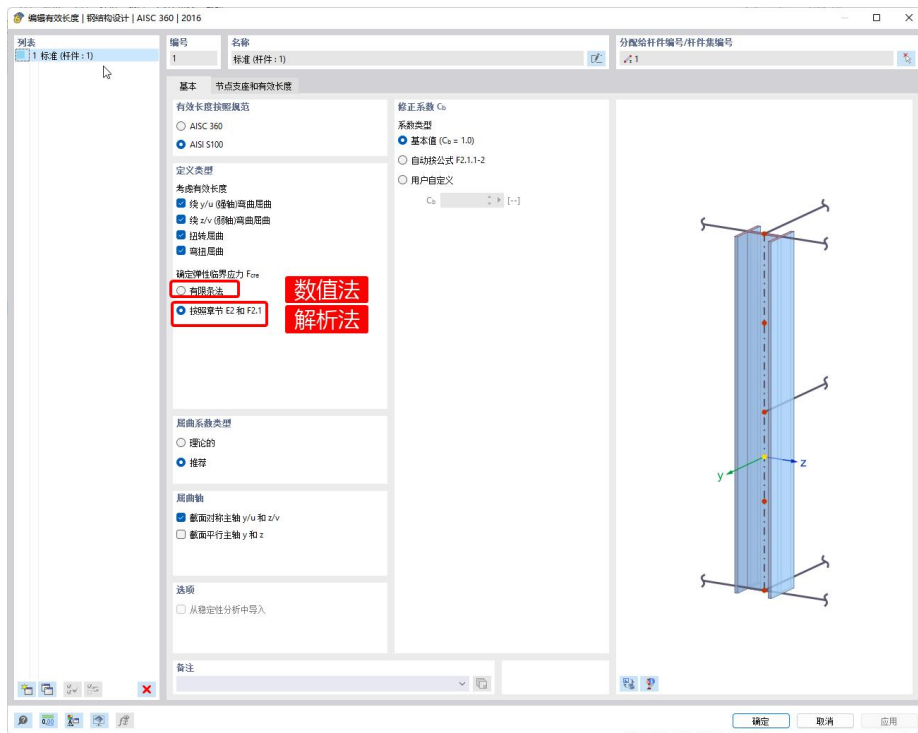 编辑有效长度 | 钢结构设计 | AISC 360 | 2016
列表
1 标准 (杆件 : 1)
编号
1
名称
标准 (杆件 : 1)
分配给杆件编号/杆件集编号
1
基本
节点支座和有效长度
有效长度按照规范
AISC 360
AISI S100
定义类型
考虑有效长度
绕 y/u (强轴)弯曲屈曲
绕 z/v (弱轴)弯曲屈曲
扭转屈曲
弯扭屈曲
确定弹性临界应力 Fcre
有限条法
数值法
按照章节 E2 和 F2.1
解析法
屈曲系数类型
理论的
推荐
屈曲轴
截面对称主轴 y/u 和 z/v
截面平行主轴 y 和 z
选项
从稳定性分析中导入
修正系数 Cb
系数类型
基本值 (Cb = 1.0)
自动按公式 F2.1.1-2
用户自定义
Cb
[--]
备注
y
z
0,00
确定
取消
应用